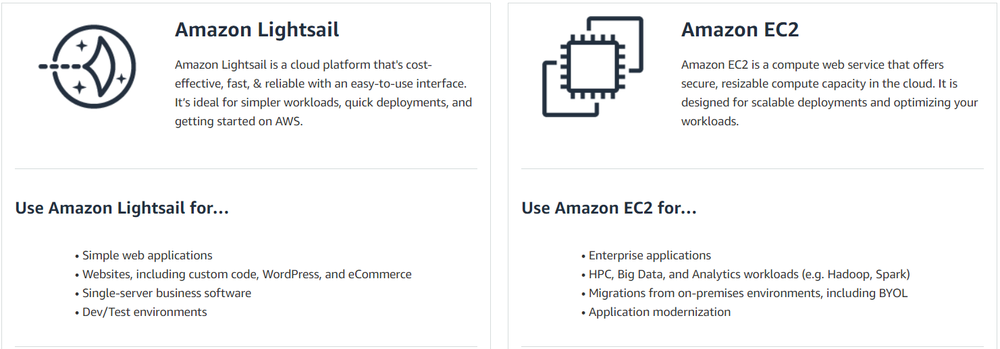 Amazon Lightsail
Amazon Lightsail is a cloud platform that's cost-
effective, fast, & reliable with an easy-to-use interface.
It’s ideal for simpler workloads, quick deployments, and
getting started on AWS.
Use Amazon Lightsail for…
• Simple web applications
• Websites, including custom code, WordPress, and eCommerce
• Single-server business software
• Dev/Test environments
Amazon EC2
Amazon EC2 is a compute web service that offers
secure, resizable compute capacity in the cloud. It is
designed for scalable deployments and optimizing your
workloads.
Use Amazon EC2 for…
• Enterprise applications
• HPC, Big Data, and Analytics workloads (e.g. Hadoop, Spark)
• Migrations from on-premises environments, including BYOL
• Application modernization